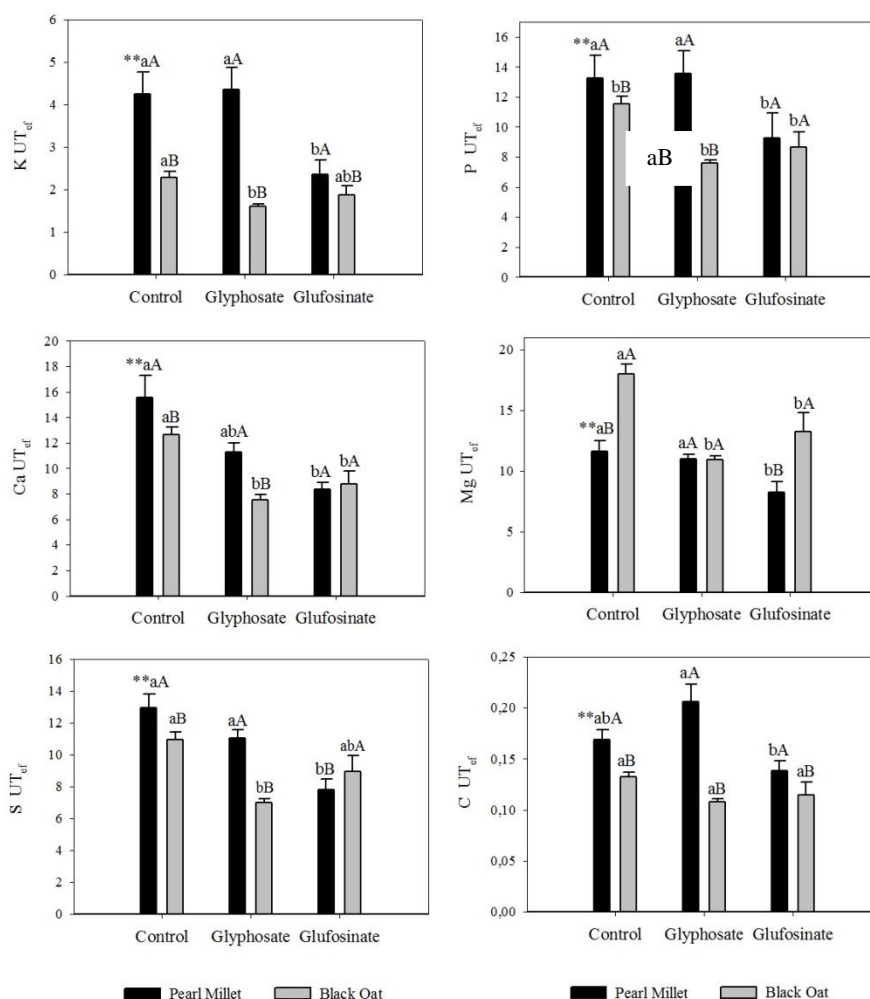 6
5
4
3
2
1
0
K UTef
**aA
aB
aA
bB
bA
abB
Control Glyphosate Glufosinate
16
14
12
10
8
6
4
2
0
P UTef
**aA
bB
aB
aA
bB
bA
bA
Control Glyphosate Glufosinate
20
18
16
14
12
10
8
6
4
2
0
Ca UTef
**aA
aB
abA
bB
bA
bA
Control Glyphosate Glufosinate
20
15
10
5
0
Mg UTef
**aB
aA
aA
bA
bB
bA
Control Glyphosate Glufosinate
16
14
12
10
8
6
4
2
0
S UTef
**aA
aB
aA
bB
bB
abA
Control Glyphosate Glufosinate
0,25
0,20
0,15
0,10
0,05
0,00
C UTef
**abA
aB
aA
aB
bA
aB
Control Glyphosate Glufosinate
Pearl Millet Black Oat
Pearl Millet Black Oat